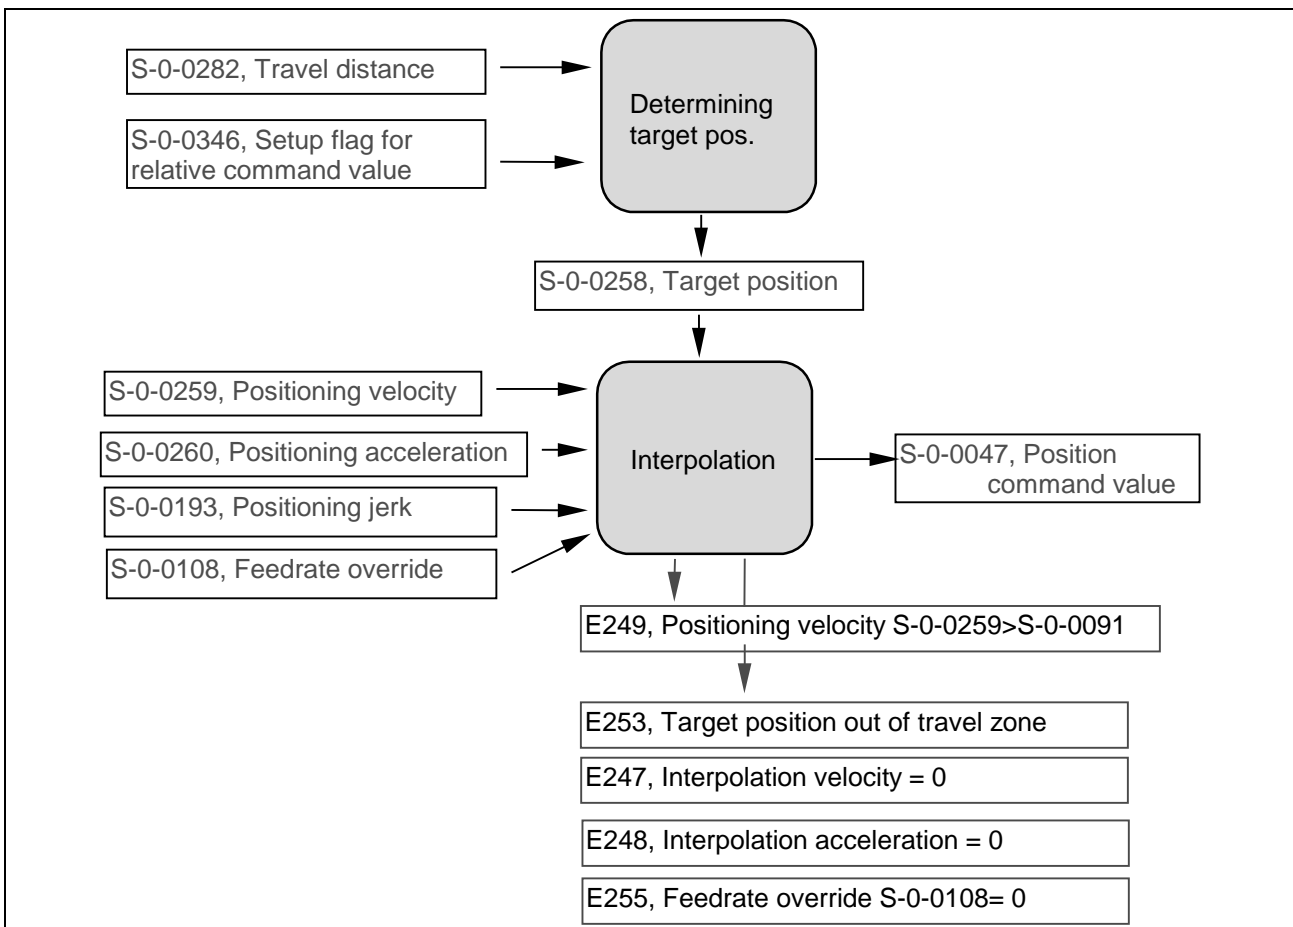 S-0-0282, Travel distance
Determining
target pos.
S-0-0346, Setup flag for
relative command value
S-0-0258, Target position
S-0-0259, Positioning velocity
S-0-0260, Positioning acceleration
S-0-0193, Positioning jerk
S-0-0108, Feedrate override
Interpolation
S-0-0047, Position
command value
E249, Positioning velocity S-0-0259>S-0-0091
E253, Target position out of travel zone
E247, Interpolation velocity = 0
E248, Interpolation acceleration = 0
E255, Feedrate override S-0-0108= 0